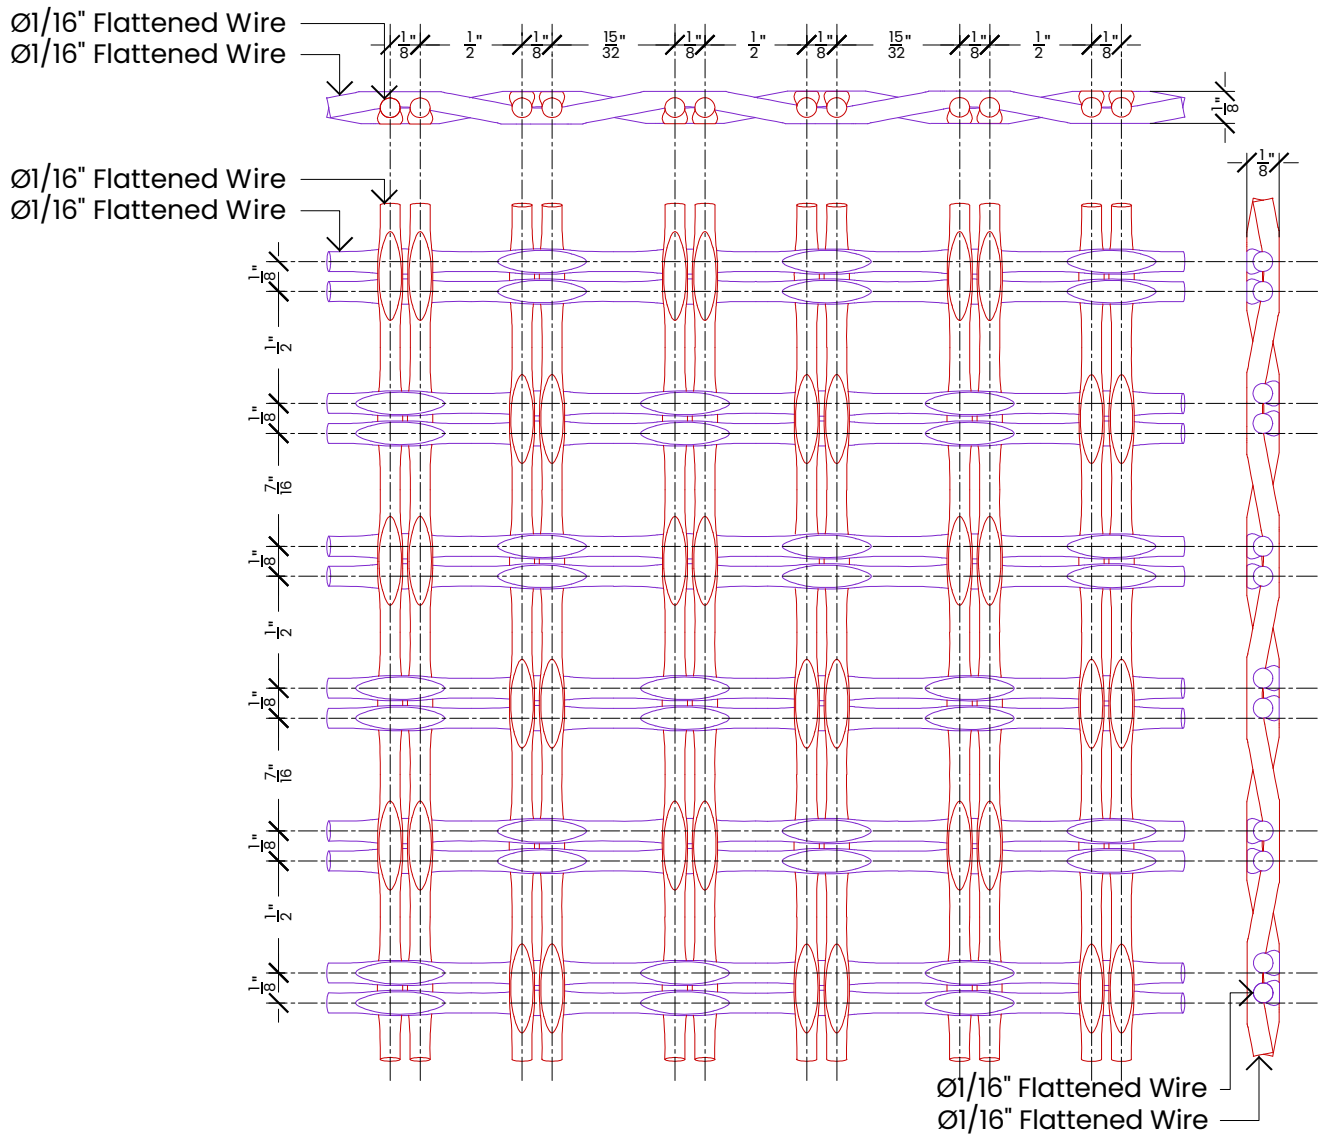 Ø1/16" Flattened Wire
Ø1/16" Flattened Wire
1/8" 1/2" 1/8" 15/32" 1/8" 1/2" 1/8" 15/32" 1/8" 1/2" 1/8"
1/8"
1/8"
Ø1/16" Flattened Wire
Ø1/16" Flattened Wire
1/8"
1/2"
1/8"
7/16"
1/8"
1/2"
1/8"
7/16"
1/8"
1/2"
1/8"
Ø1/16" Flattened Wire
Ø1/16" Flattened Wire